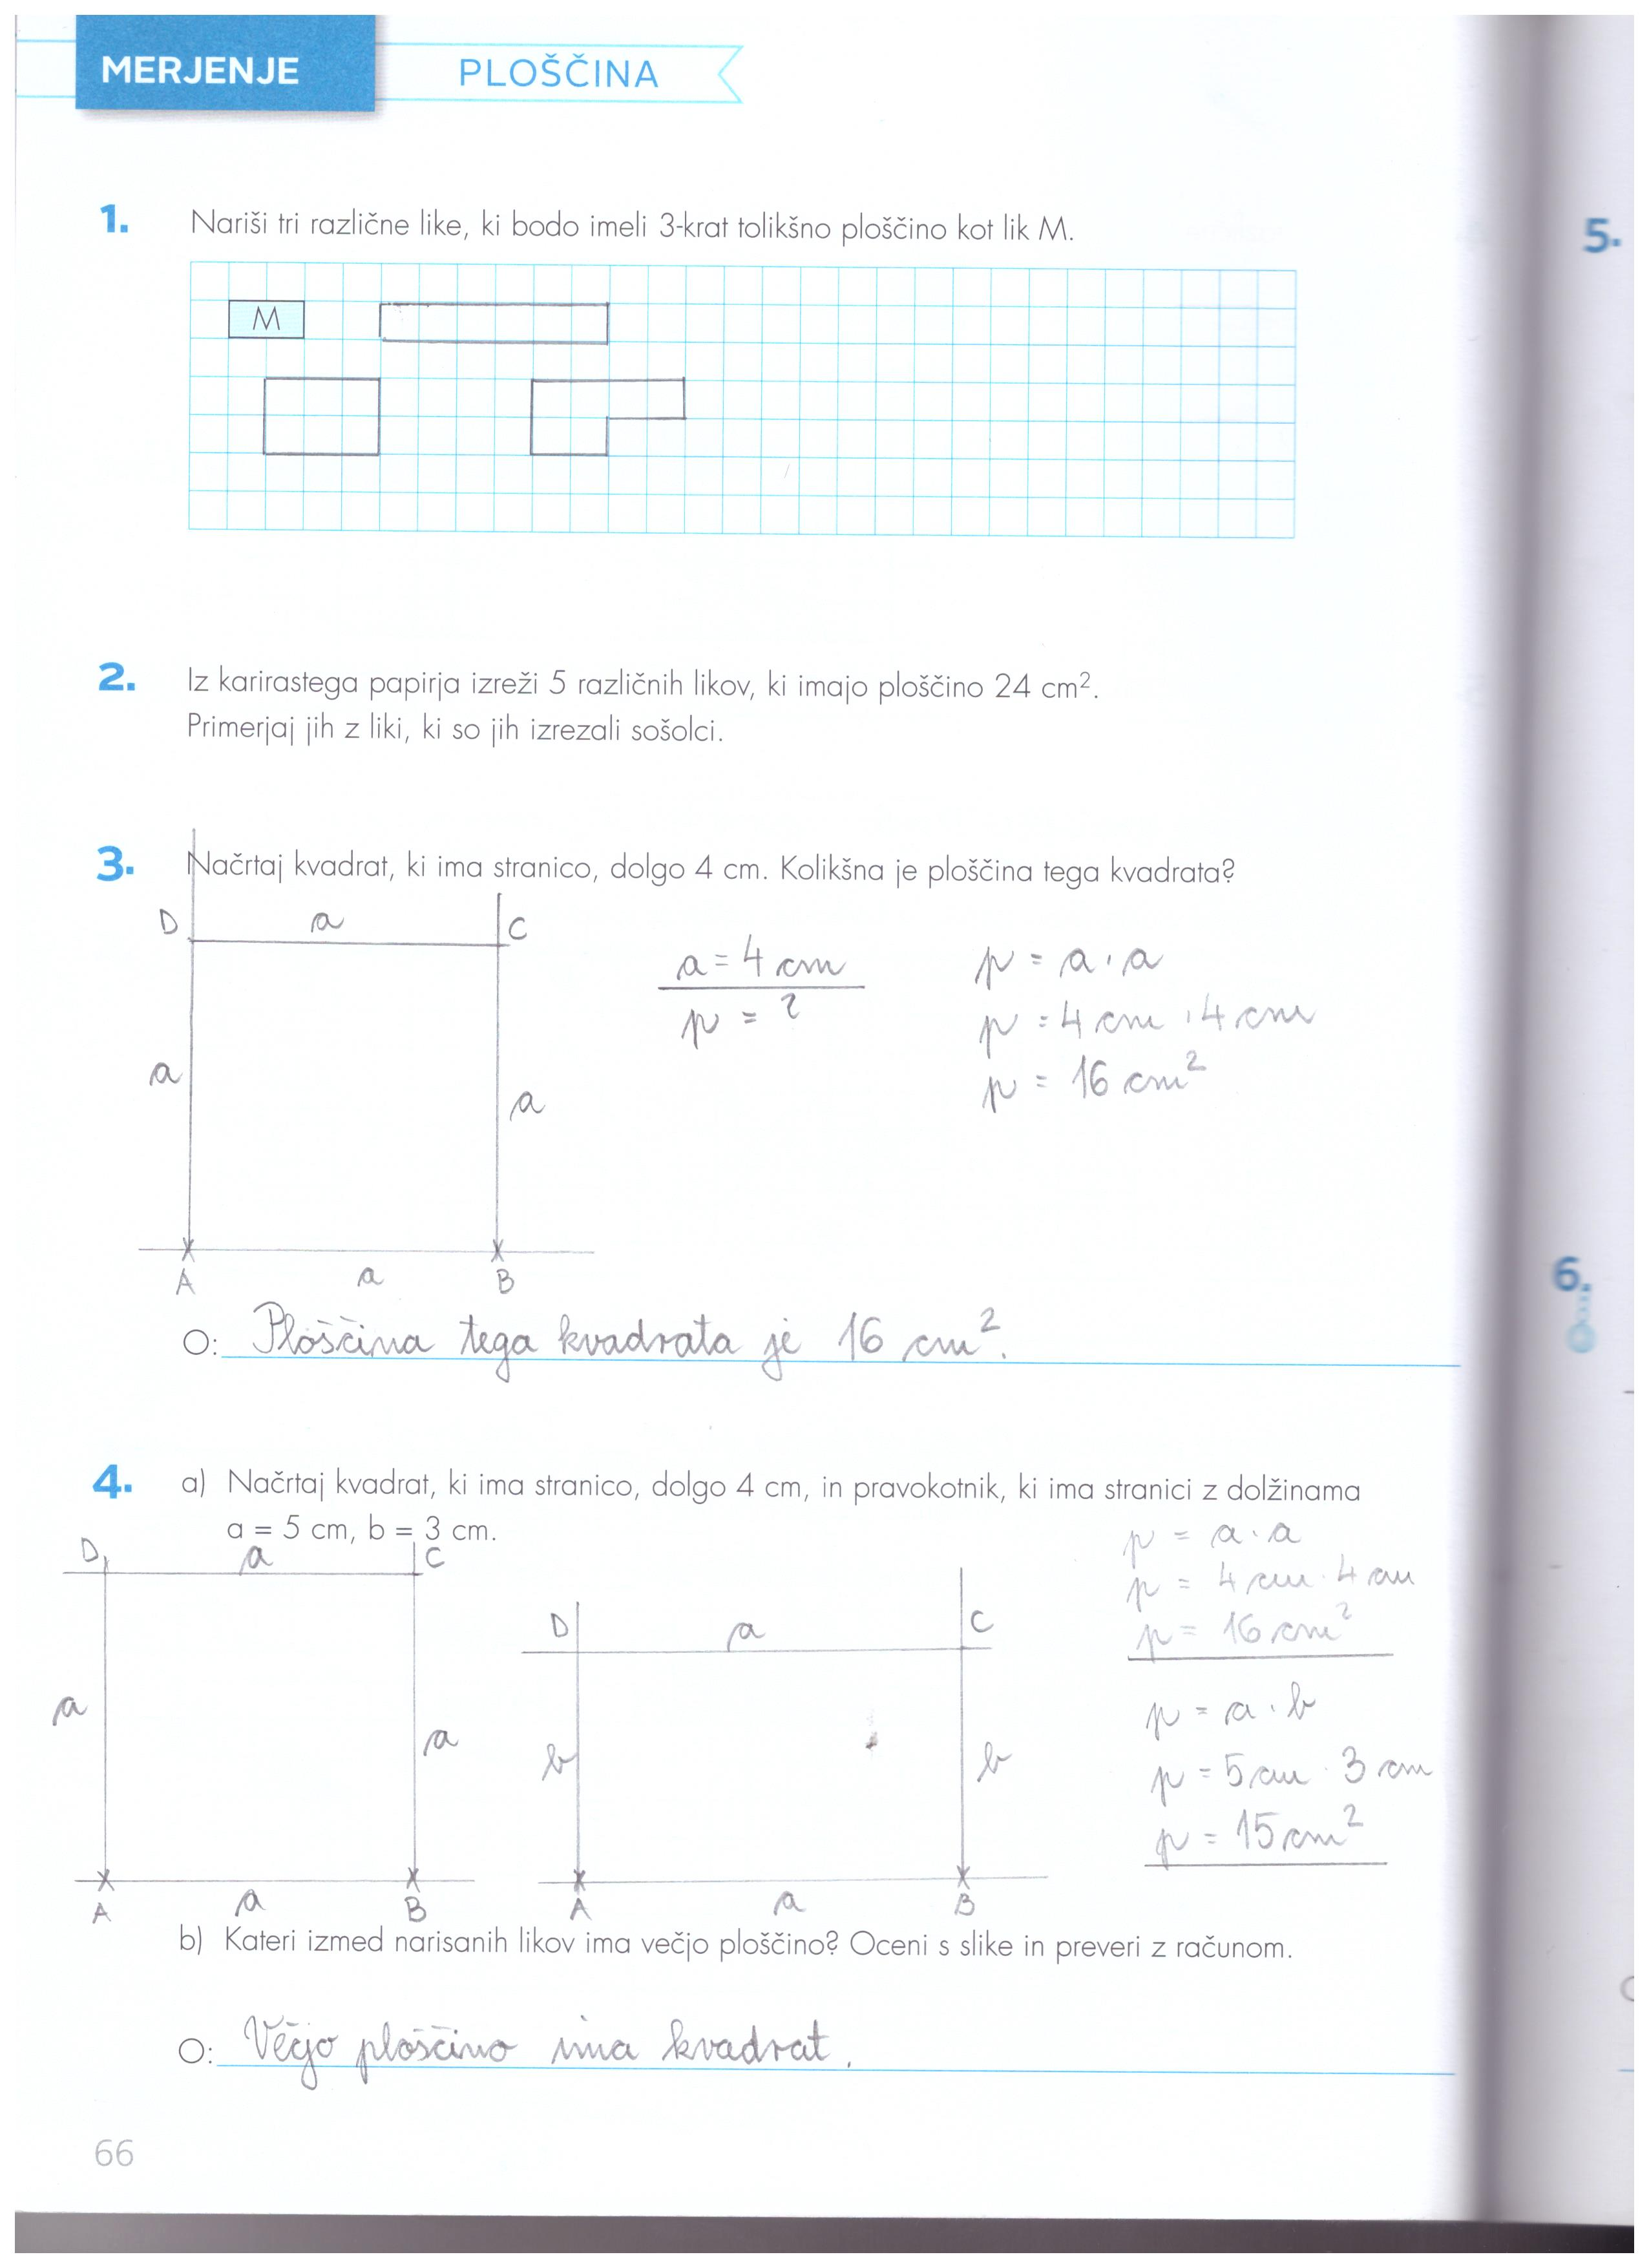 MERJENJE
PLOŠČINA
1. Nariši tri različne like, ki bodo imeli 3-krat tolikšno ploščino kot lik M.
M
2. Iz karirastega papirja izreži 5 različnih likov, ki imajo ploščino 24 cm².
Primerjaj jih z liki, ki so jih izrezali sošolci.
3. Načrtaj kvadrat, ki ima stranico, dolgo 4 cm. Kolikšna je ploščina tega kvadrata?
D a C
a = 4 cm
p = ?
p = a · a
p = 4 cm · 4 cm
p = 16 cm²
a
a
A a B
O: Ploščina tega kvadrata je 16 cm².
4. a) Načrtaj kvadrat, ki ima stranico, dolgo 4 cm, in pravokotnik, ki ima stranici z dolžinama
a = 5 cm, b = 3 cm.
D a C
a
a
A a B
D a C
b
b
A a B
p = a · a
p = 4 cm · 4 cm
p = 16 cm²
p = a · b
p = 5 cm · 3 cm
p = 15 cm²
b) Kateri izmed narisanih likov ima večjo ploščino? Oceni s slike in preveri z računom.
O: Večjo ploščino ima kvadrat.
66
5.
6.